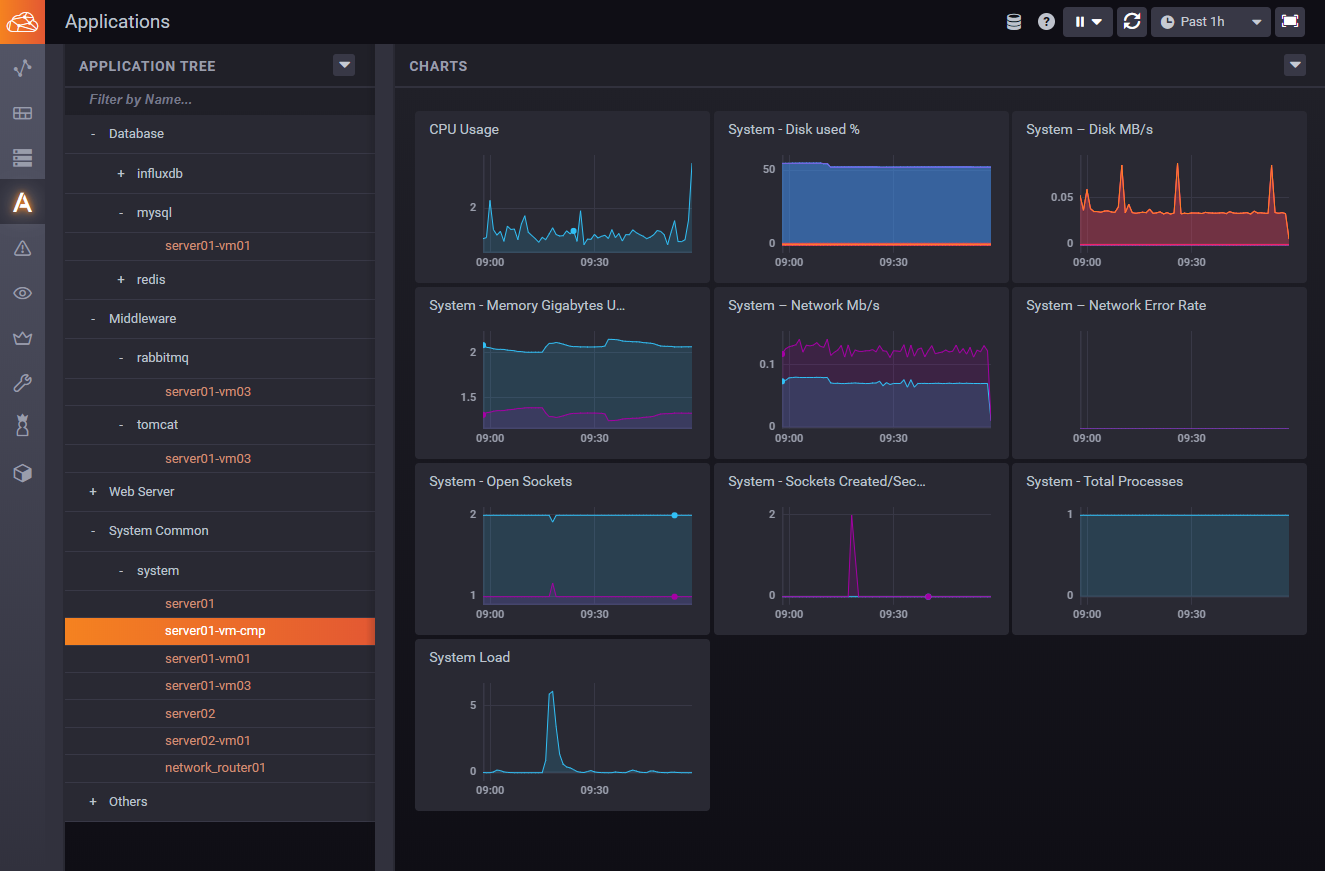 Applications
Past 1h
APPLICATION TREE
Filter by Name...
- Database
+ influxdb
- mysql
server01-vm01
+ redis
- Middleware
- rabbitmq
server01-vm03
- tomcat
server01-vm03
+ Web Server
- System Common
- system
server01
server01-vm-cmp
server01-vm01
server01-vm03
server02
server02-vm01
network_router01
+ Others
CHARTS
CPU Usage
2
09:00 09:30
System - Disk used %
50
0
09:00 09:30
System – Disk MB/s
0.05
0
09:00 09:30
System - Memory Gigabytes U...
2
1.5
09:00 09:30
System – Network Mb/s
0.1
0
09:00 09:30
System – Network Error Rate
09:00 09:30
System - Open Sockets
2
1
09:00 09:30
System - Sockets Created/Sec...
2
0
09:00 09:30
System - Total Processes
1
0
09:00 09:30
System Load
5
0
09:00 09:30